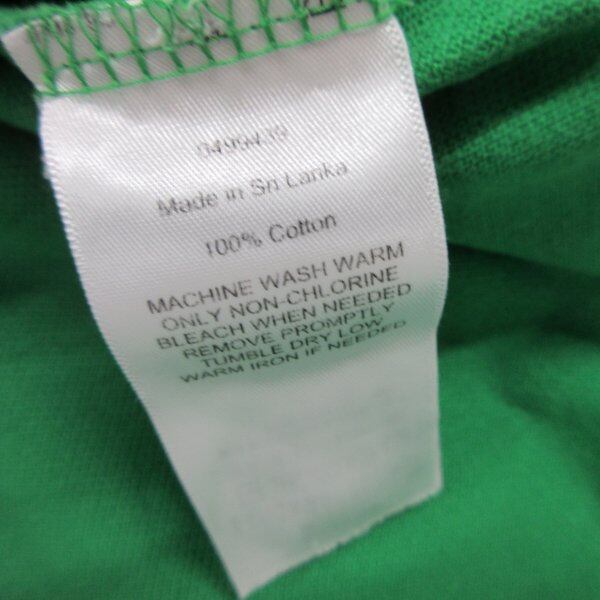 0499439
Made in Sri Lanka
100% Cotton
MACHINE WASH WARM
ONLY NON-CHLORINE
BLEACH WHEN NEEDED
REMOVE PROMPTLY
TUMBLE DRY LOW
WARM IRON IF NEEDED